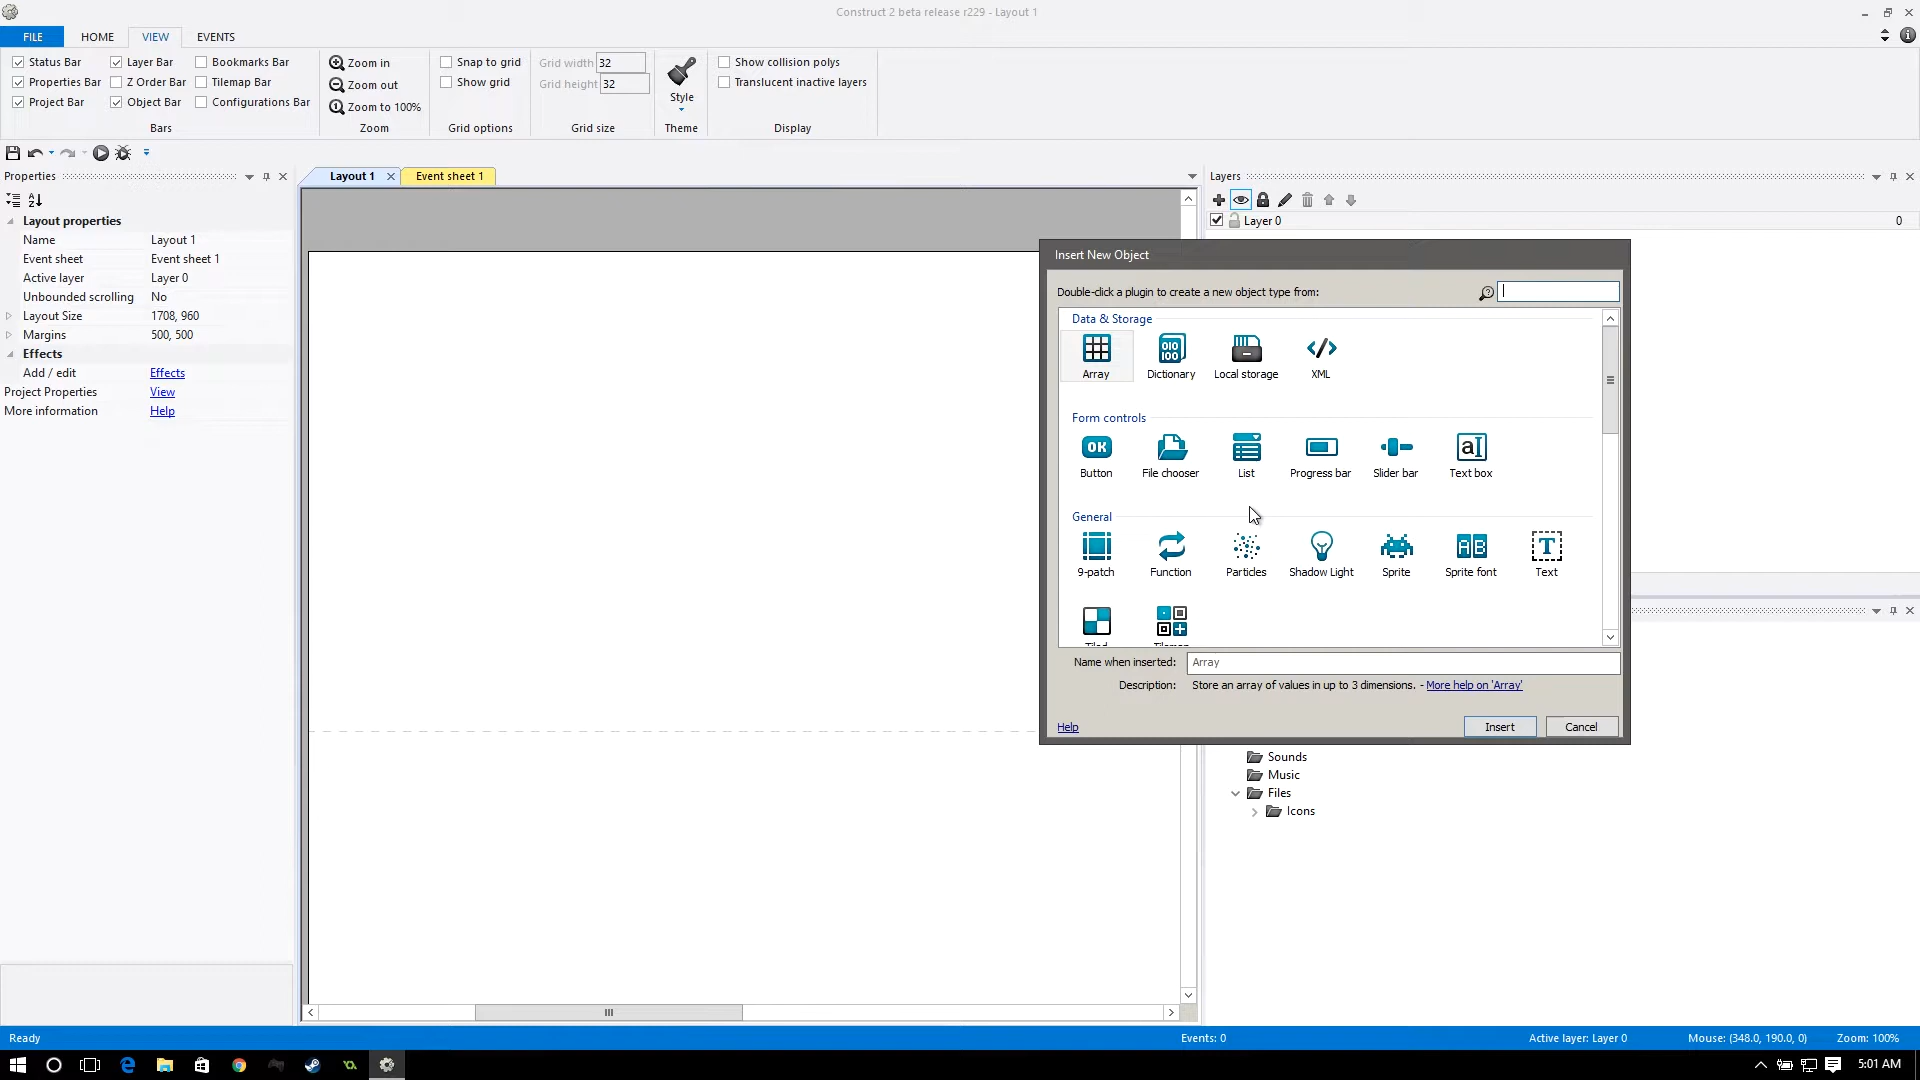 Construct 2 beta release r229 - Layout 1
FILE HOME VIEW EVENTS
Status Bar Layer Bar Bookmarks Bar Zoom in Snap to grid Grid width 32 Show collision polys
Properties Bar Z Order Bar Tilemap Bar Zoom out Show grid Grid height 32 Translucent inactive layers
Project Bar Object Bar Configurations Bar Zoom to 100% Style
Bars Zoom Grid options Grid size Theme Display
Properties Layout 1 Event sheet 1 Layers
Layout properties Layer 0 0
Name Layout 1
Event sheet Event sheet 1
Active layer Layer 0
Unbounded scrolling No
Layout Size 1708, 960
Margins 500, 500
Effects
Add / edit Effects
Project Properties View
More information Help
Insert New Object
Double-click a plugin to create a new object type from:
Data & Storage
Array Dictionary Local storage XML
Form controls
Button File chooser List Progress bar Slider bar Text box
General
9-patch Function Particles Shadow Light Sprite Sprite font Text
Name when inserted: Array
Description: Store an array of values in up to 3 dimensions. - More help on 'Array'
Help Insert Cancel
Sounds
Music
Files
Icons
Ready Events: 0 Active layer: Layer 0 Mouse: (348.0, 190.0, 0) Zoom: 100%
5:01 AM